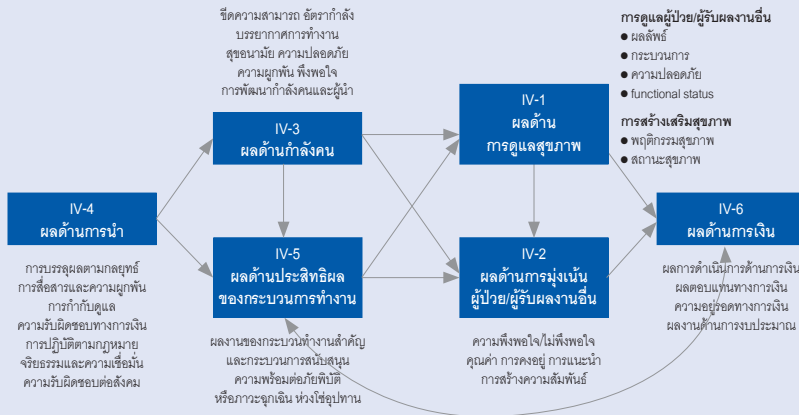 ขีดความสามารถ อัตรากำลัง
บรรยากาศการทำงาน
สุขอนามัย ความปลอดภัย
ความผูกพัน พึงพอใจ
การพัฒนากำลังคนและผู้นำ
การดูแลผู้ป่วย/ผู้รับผลงานอื่น
● ผลลัพธ์
● กระบวนการ
● ความปลอดภัย
● functional status
การสร้างเสริมสุขภาพ
● พฤติกรรมสุขภาพ
● สถานะสุขภาพ
IV-3
ผลด้านกำลังคน
IV-1
ผลด้าน
การดูแลสุขภาพ
IV-4
ผลด้านการนำ
IV-5
ผลด้านประสิทธิผล
ของกระบวนการทำงาน
IV-2
ผลด้านการมุ่งเน้น
ผู้ป่วย/ผู้รับผลงานอื่น
IV-6
ผลด้านการเงิน
การบรรลุผลตามกลยุทธ์
การสื่อสารและความผูกพัน
การกำกับดูแล
ความรับผิดชอบทางการเงิน
การปฏิบัติตามกฎหมาย
จริยธรรมและความเชื่อมั่น
ความรับผิดชอบต่อสังคม
ผลงานของกระบวนทำงานสำคัญ
และกระบวนการสนับสนุน
ความพร้อมต่อภัยพิบัติ
หรือภาวะฉุกเฉิน ห่วงโซ่อุปทาน
ความพึงพอใจ/ไม่พึงพอใจ
คุณค่า การคงอยู่ การแนะนำ
การสร้างความสัมพันธ์
ผลการดำเนินการด้านการเงิน
ผลตอบแทนทางการเงิน
ความอยู่รอดทางการเงิน
ผลงานด้านการงบประมาณ